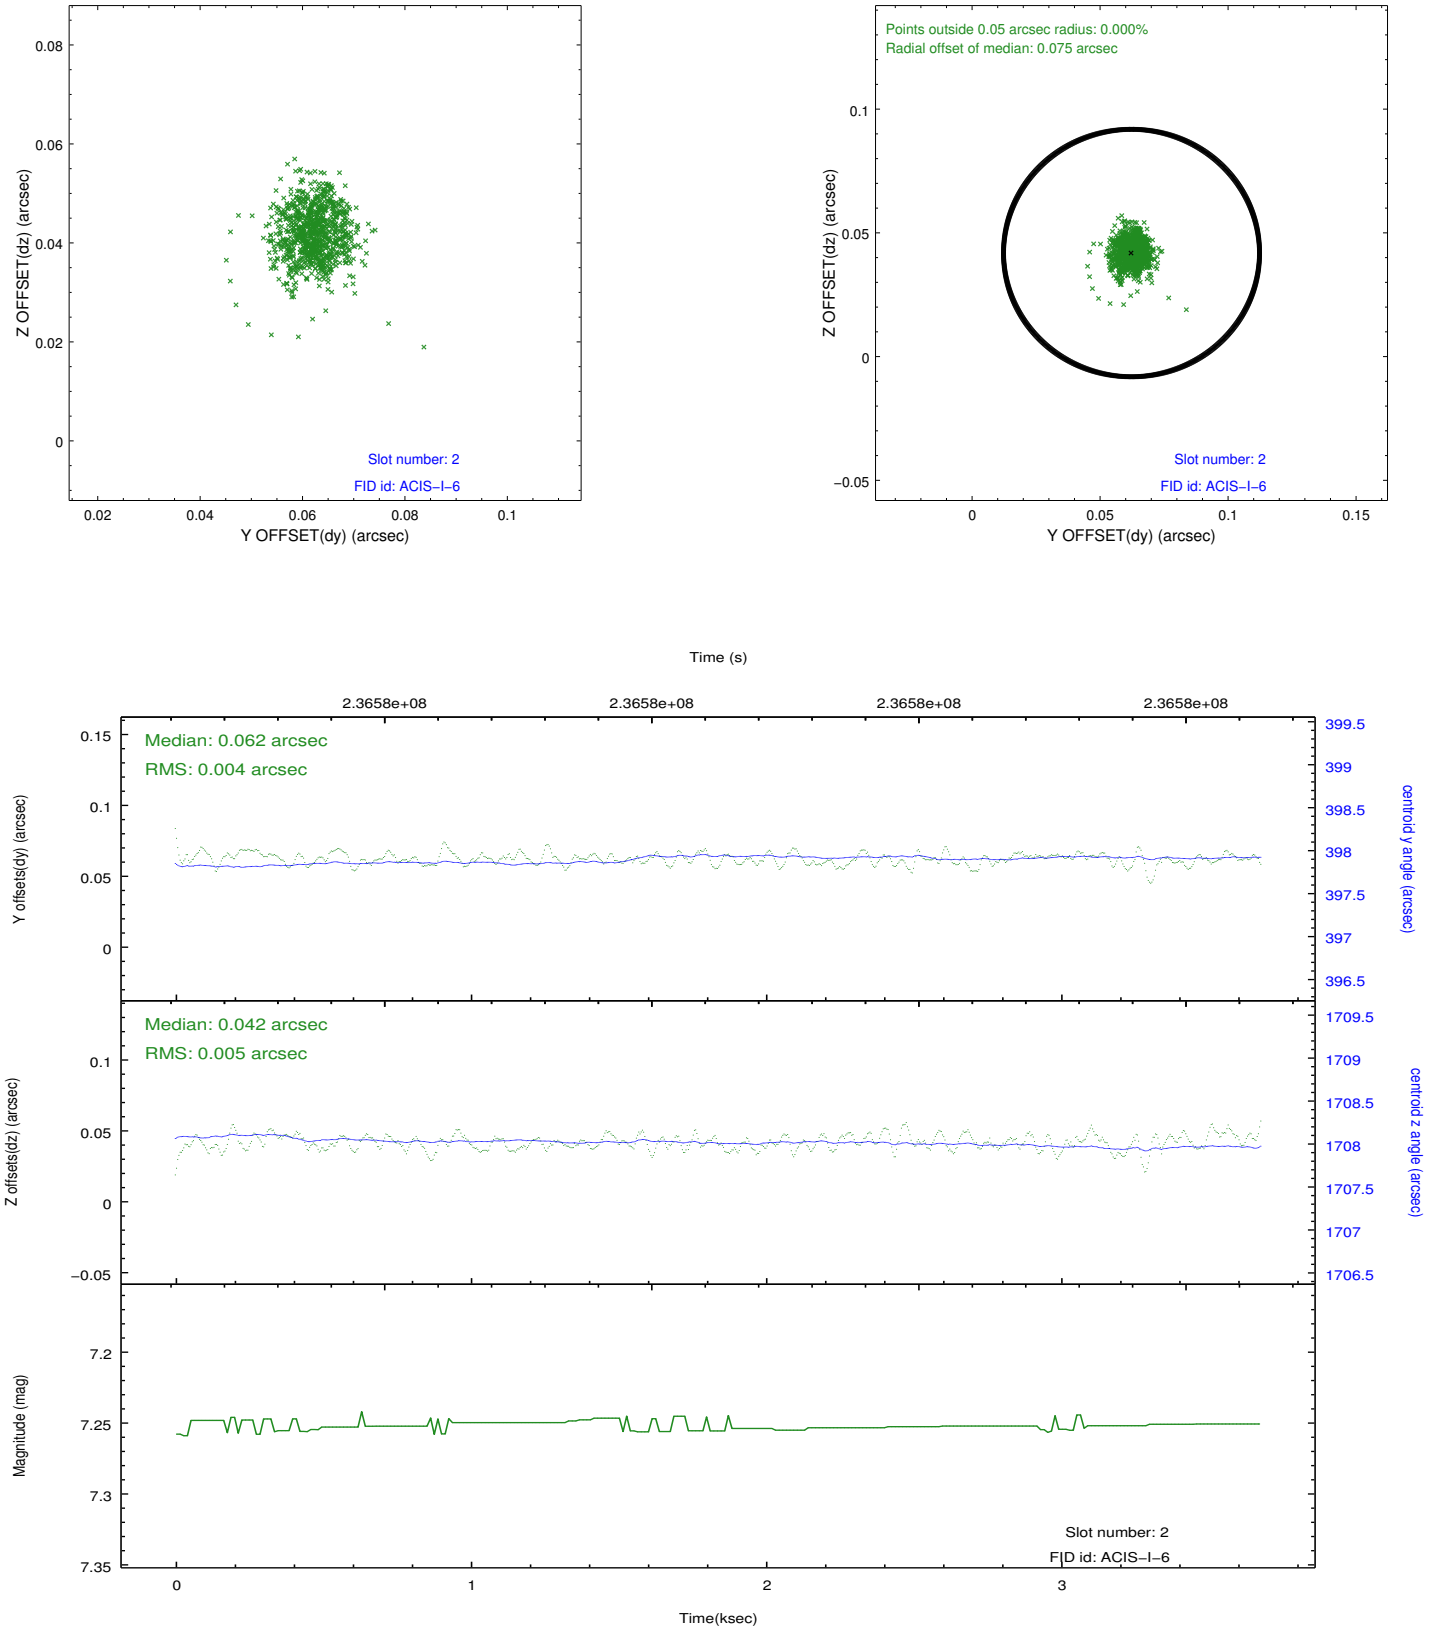 0.08
0.06
0.04
0.02
0
Z OFFSET(dz) (arcsec)
Slot number: 2
FID id: ACIS−I−6
0.02
0.04
0.06
0.08
0.1
Y OFFSET(dy) (arcsec)
Points outside 0.05 arcsec radius: 0.000%
Radial offset of median: 0.075 arcsec
0.1
0.05
0
−0.05
Z OFFSET(dz) (arcsec)
Slot number: 2
FID id: ACIS−I−6
0
0.05
0.1
0.15
Y OFFSET(dy) (arcsec)
Time (s)
2.3658e+08
2.3658e+08
2.3658e+08
2.3658e+08
Median: 0.062 arcsec
RMS: 0.004 arcsec
0.15
0.1
0.05
0
Y offsets(dy) (arcsec)
399.5
399
398.5
398
397.5
397
396.5
centroid y angle (arcsec)
Median: 0.042 arcsec
RMS: 0.005 arcsec
0.1
0.05
0
−0.05
Z offsets(dz) (arcsec)
1709.5
1709
1708.5
1708
1707.5
1707
1706.5
centroid z angle (arcsec)
7.2
7.25
7.3
7.35
Magnitude (mag)
Slot number: 2
FID id: ACIS−I−6
0
1
2
3
Time(ksec)